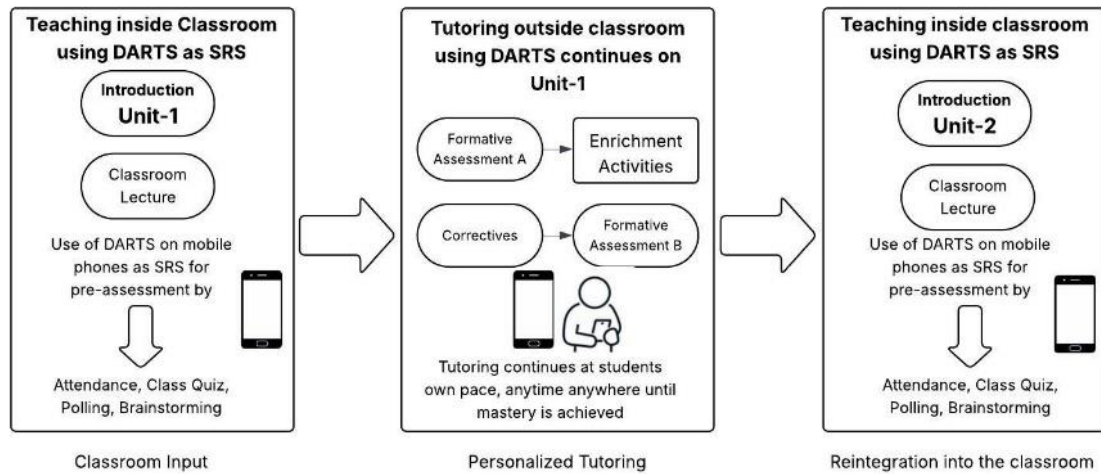 Teaching inside Classroom
using DARTS as SRS
Introduction
Unit-1
Classroom
Lecture
Use of DARTS on mobile
phones as SRS for
pre-assessment by
Attendance, Class Quiz,
Polling, Brainstorming
Classroom Input
Tutoring outside classroom
using DARTS continues on
Unit-1
Formative
Assessment A
Enrichment
Activities
Correctives
Formative
Assessment B
Tutoring continues at students
own pace, anytime anywhere until
mastery is achieved
Personalized Tutoring
Teaching inside classroom
using DARTS as SRS
Introduction
Unit-2
Classroom
Lecture
Use of DARTS on mobile
phones as SRS for
pre-assessment by
Attendance, Class Quiz,
Polling, Brainstorming
Reintegration into the classroom